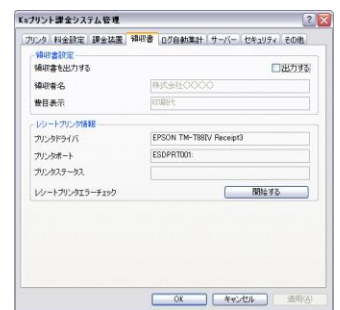 Ksプリント課金システム管理
プリンタ 料金設定 課金装置 領収書 ログ自動集計 サーバー セキュリティ その他
領収書設定
領収書を出力する 出力する
領収者名 株式会社〇〇〇〇
費目表示 印刷代
レシートプリンタ情報
プリンタドライバ EPSON TM-T88IV Receipt3
プリンタポート ESDPRT001:
プリンタステータス
レシートプリンタエラーチェック 開始する
OK キャンセル 適用(A)